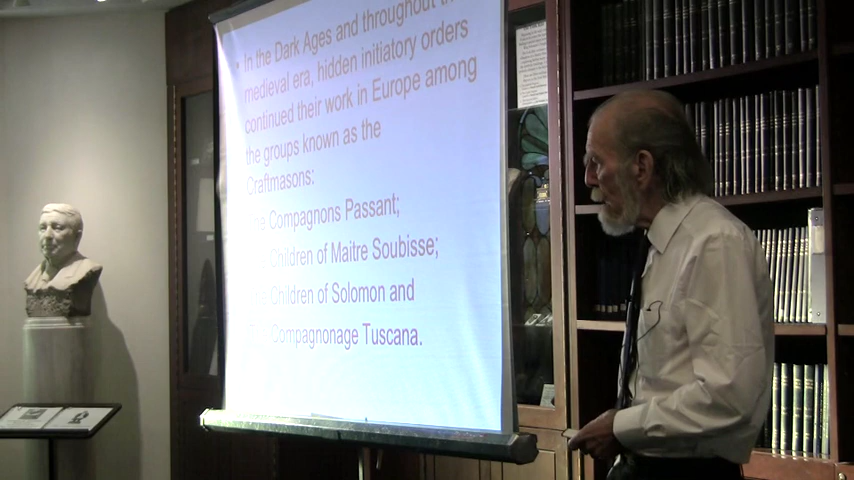 • In the Dark Ages and throughout the
medieval era, hidden initiatory orders
continued their work in Europe among
the groups known as the
Craftmasons:
Compagnons Passant;
Children of Maitre Soubisse;
Children of Solomon and
Compagnonage Tuscana.